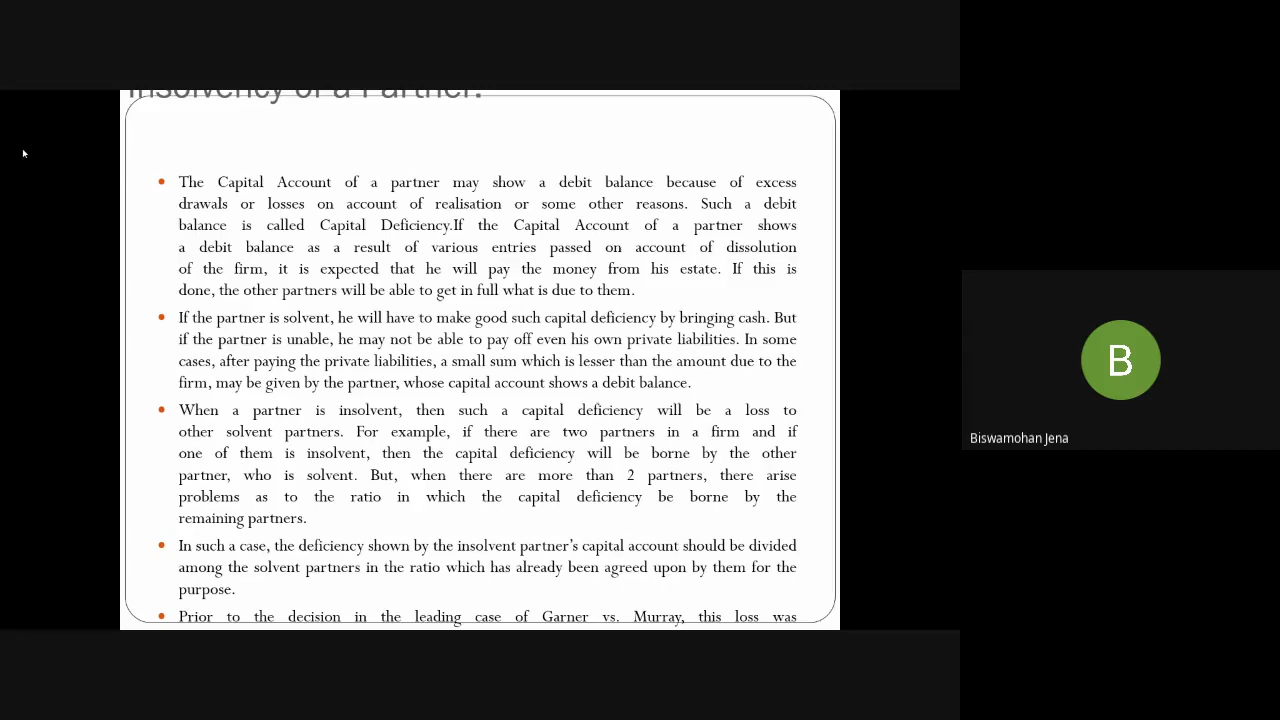 Insolvency of a Partner:
The Capital Account of a partner may show a debit balance because of excess
drawals or losses on account of realisation or some other reasons. Such a debit
balance is called Capital Deficiency.If the Capital Account of a partner shows
a debit balance as a result of various entries passed on account of dissolution
of the firm, it is expected that he will pay the money from his estate. If this is
done, the other partners will be able to get in full what is due to them.
If the partner is solvent, he will have to make good such capital deficiency by bringing cash. But
if the partner is unable, he may not be able to pay off even his own private liabilities. In some
cases, after paying the private liabilities, a small sum which is lesser than the amount due to the
firm, may be given by the partner, whose capital account shows a debit balance.
When a partner is insolvent, then such a capital deficiency will be a loss to
other solvent partners. For example, if there are two partners in a firm and if
one of them is insolvent, then the capital deficiency will be borne by the other
partner, who is solvent. But, when there are more than 2 partners, there arise
problems as to the ratio in which the capital deficiency be borne by the
remaining partners.
In such a case, the deficiency shown by the insolvent partner's capital account should be divided
among the solvent partners in the ratio which has already been agreed upon by them for the
purpose.
Prior to the decision in the leading case of Garner vs. Murray, this loss was
B
Biswamohan Jena